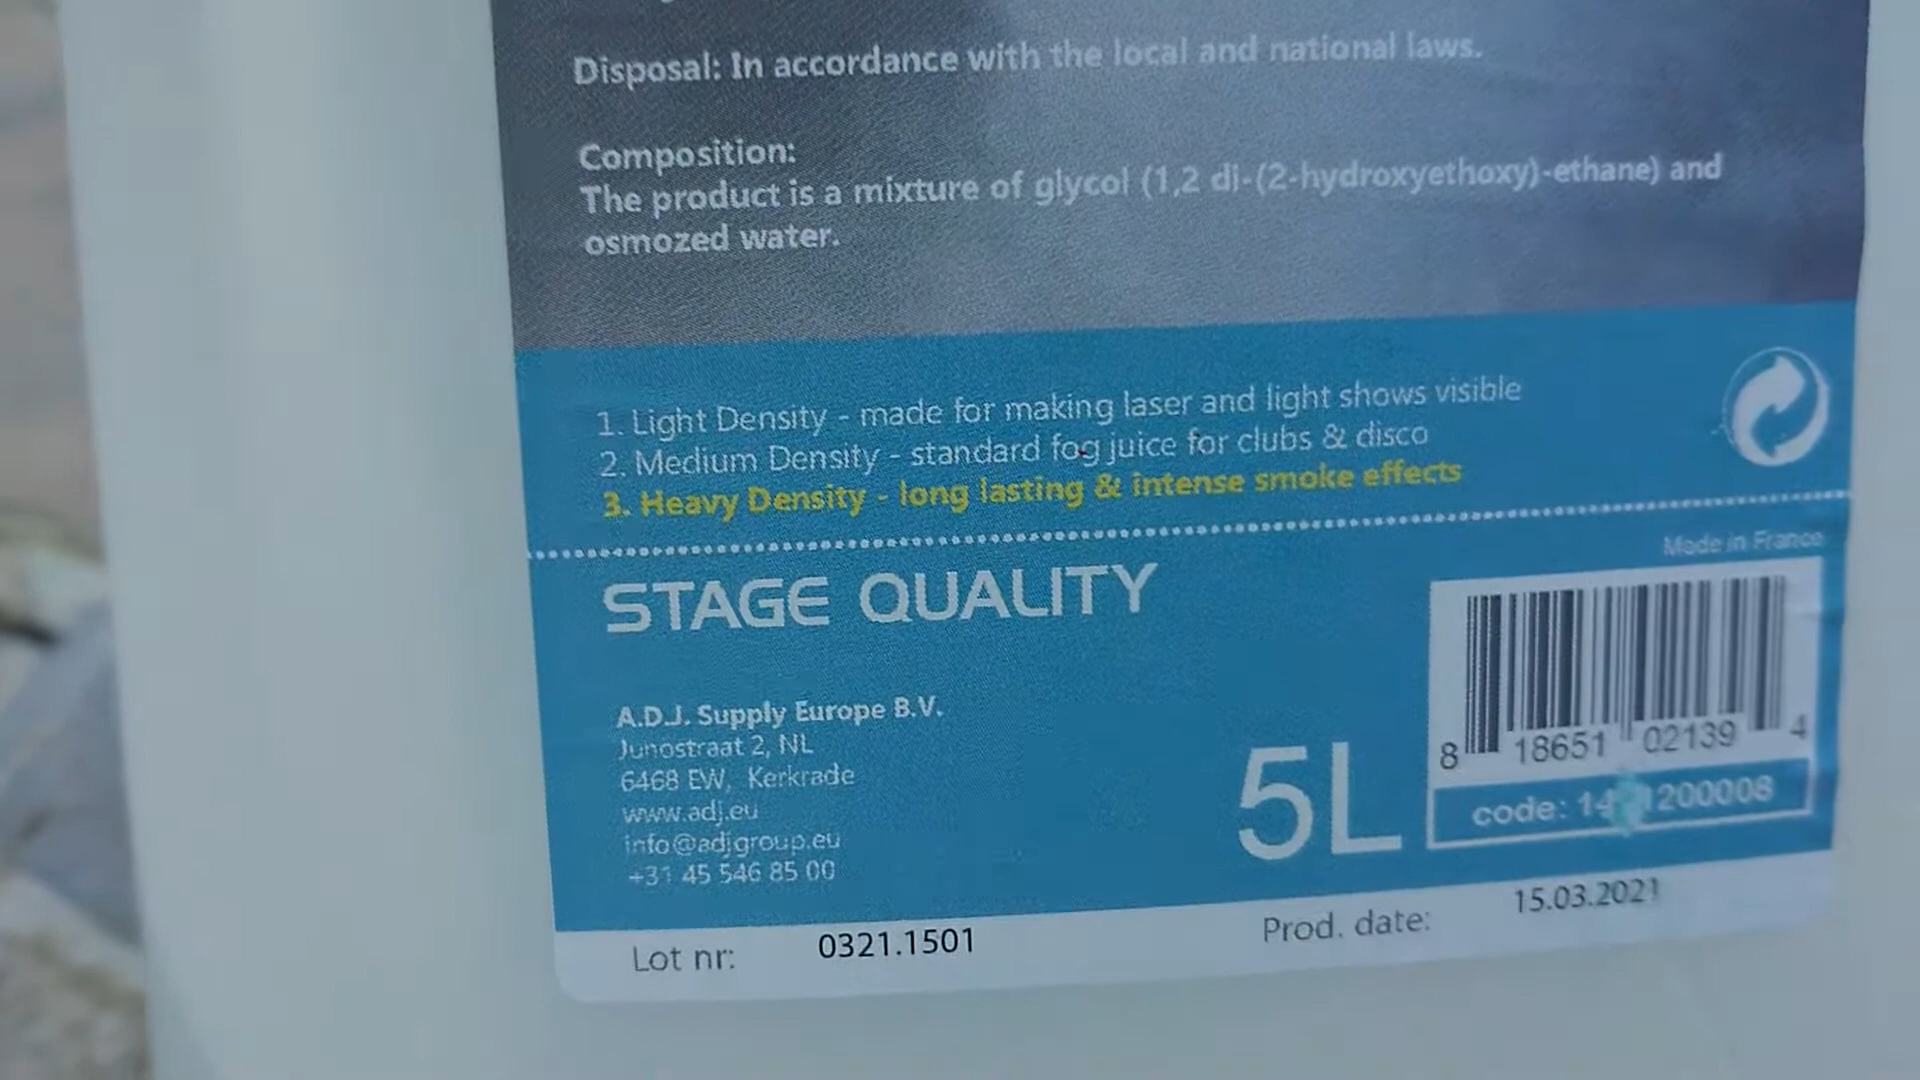 Disposal: In accordance with the local and national laws.
Composition:
The product is a mixture of glycol (1,2 di-(2-hydroxyethoxy)-ethane) and
osmozed water.
1. Light Density - made for making laser and light shows visible
2. Medium Density - standard fog juice for clubs & disco
3. Heavy Density - long lasting & intense smoke effects
Made in France
STAGE QUALITY
A.D.J. Supply Europe B.V.
Junostraat 2, NL
6468 EW, Kerkrade
www.adj.eu
info@adjgroup.eu
+31 45 546 85 00
5L
8 18651 02139 4
code:
Lot nr: 0321.1501
Prod. date: 15.03.2021